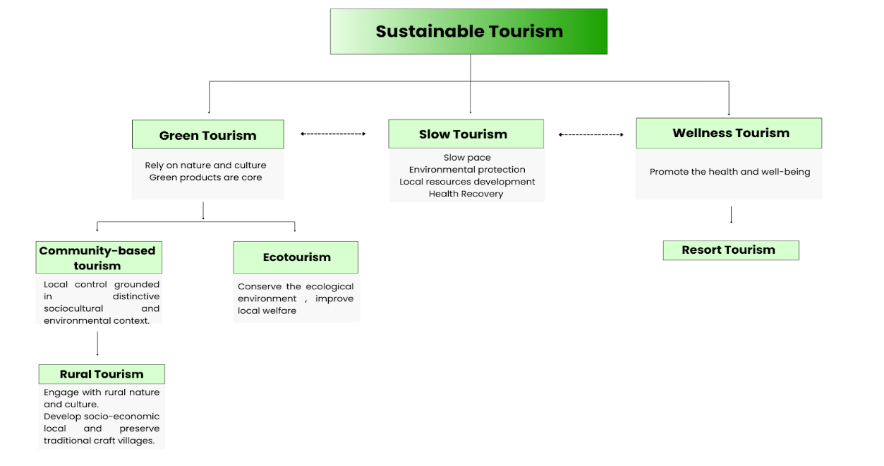 Sustainable Tourism
Green Tourism
Rely on nature and culture
Green products are core
Slow Tourism
Slow pace
Environmental protection
Local resources development
Health Recovery
Wellness Tourism
Promote the health and well-being
Community-based
tourism
Local control grounded
in distinctive
sociocultural and
environmental context.
Ecotourism
Conserve the ecological
environment , improve
local welfare
Resort Tourism
Rural Tourism
Engage with rural nature
and culture.
Develop socio-economic
local and preserve
traditional craft villages.